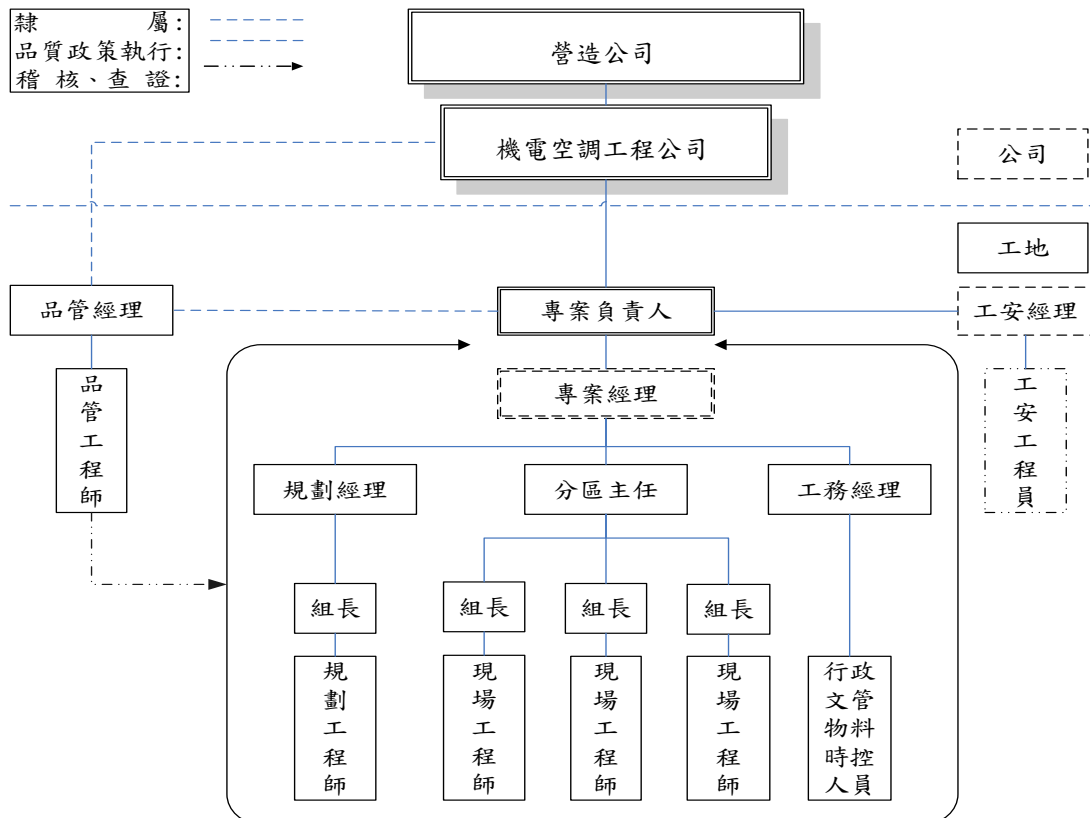 隸屬:
品質政策執行:
稽核、查證:
營造公司
機電空調工程公司
公司
工地
品管經理
專案負責人
工安經理
品管工程師
專案經理
工安工程員
規劃經理
分區主任
工務經理
組長
組長
組長
組長
規劃工程師
現場工程師
現場工程師
現場工程師
行政
文管
物料
時控
人員